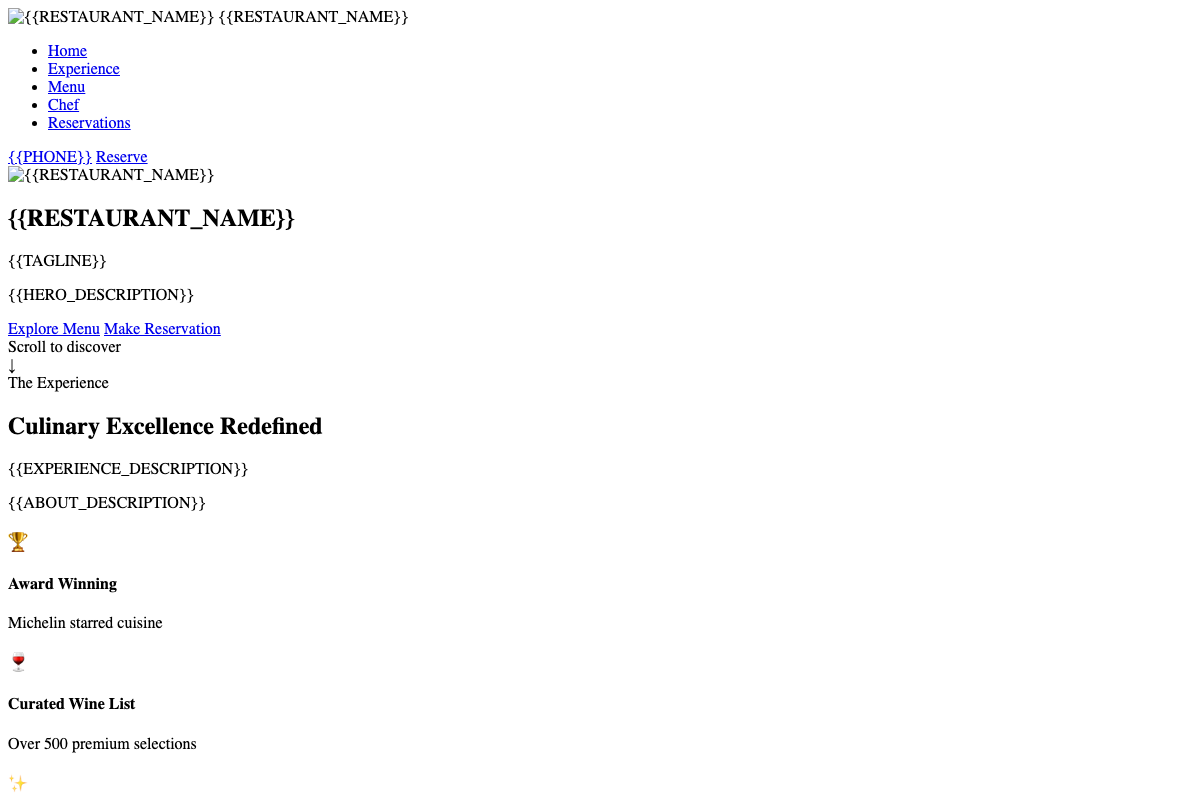 {{RESTAURANT_NAME}} {{RESTAURANT_NAME}}
Home
Experience
Menu
Chef
Reservations
{{PHONE}} Reserve
{{RESTAURANT_NAME}}
{{RESTAURANT_NAME}}
{{TAGLINE}}
{{HERO_DESCRIPTION}}
Explore Menu Make Reservation
Scroll to discover
↓
The Experience
Culinary Excellence Redefined
{{EXPERIENCE_DESCRIPTION}}
{{ABOUT_DESCRIPTION}}
🏆
Award Winning
Michelin starred cuisine
🍷
Curated Wine List
Over 500 premium selections
✨